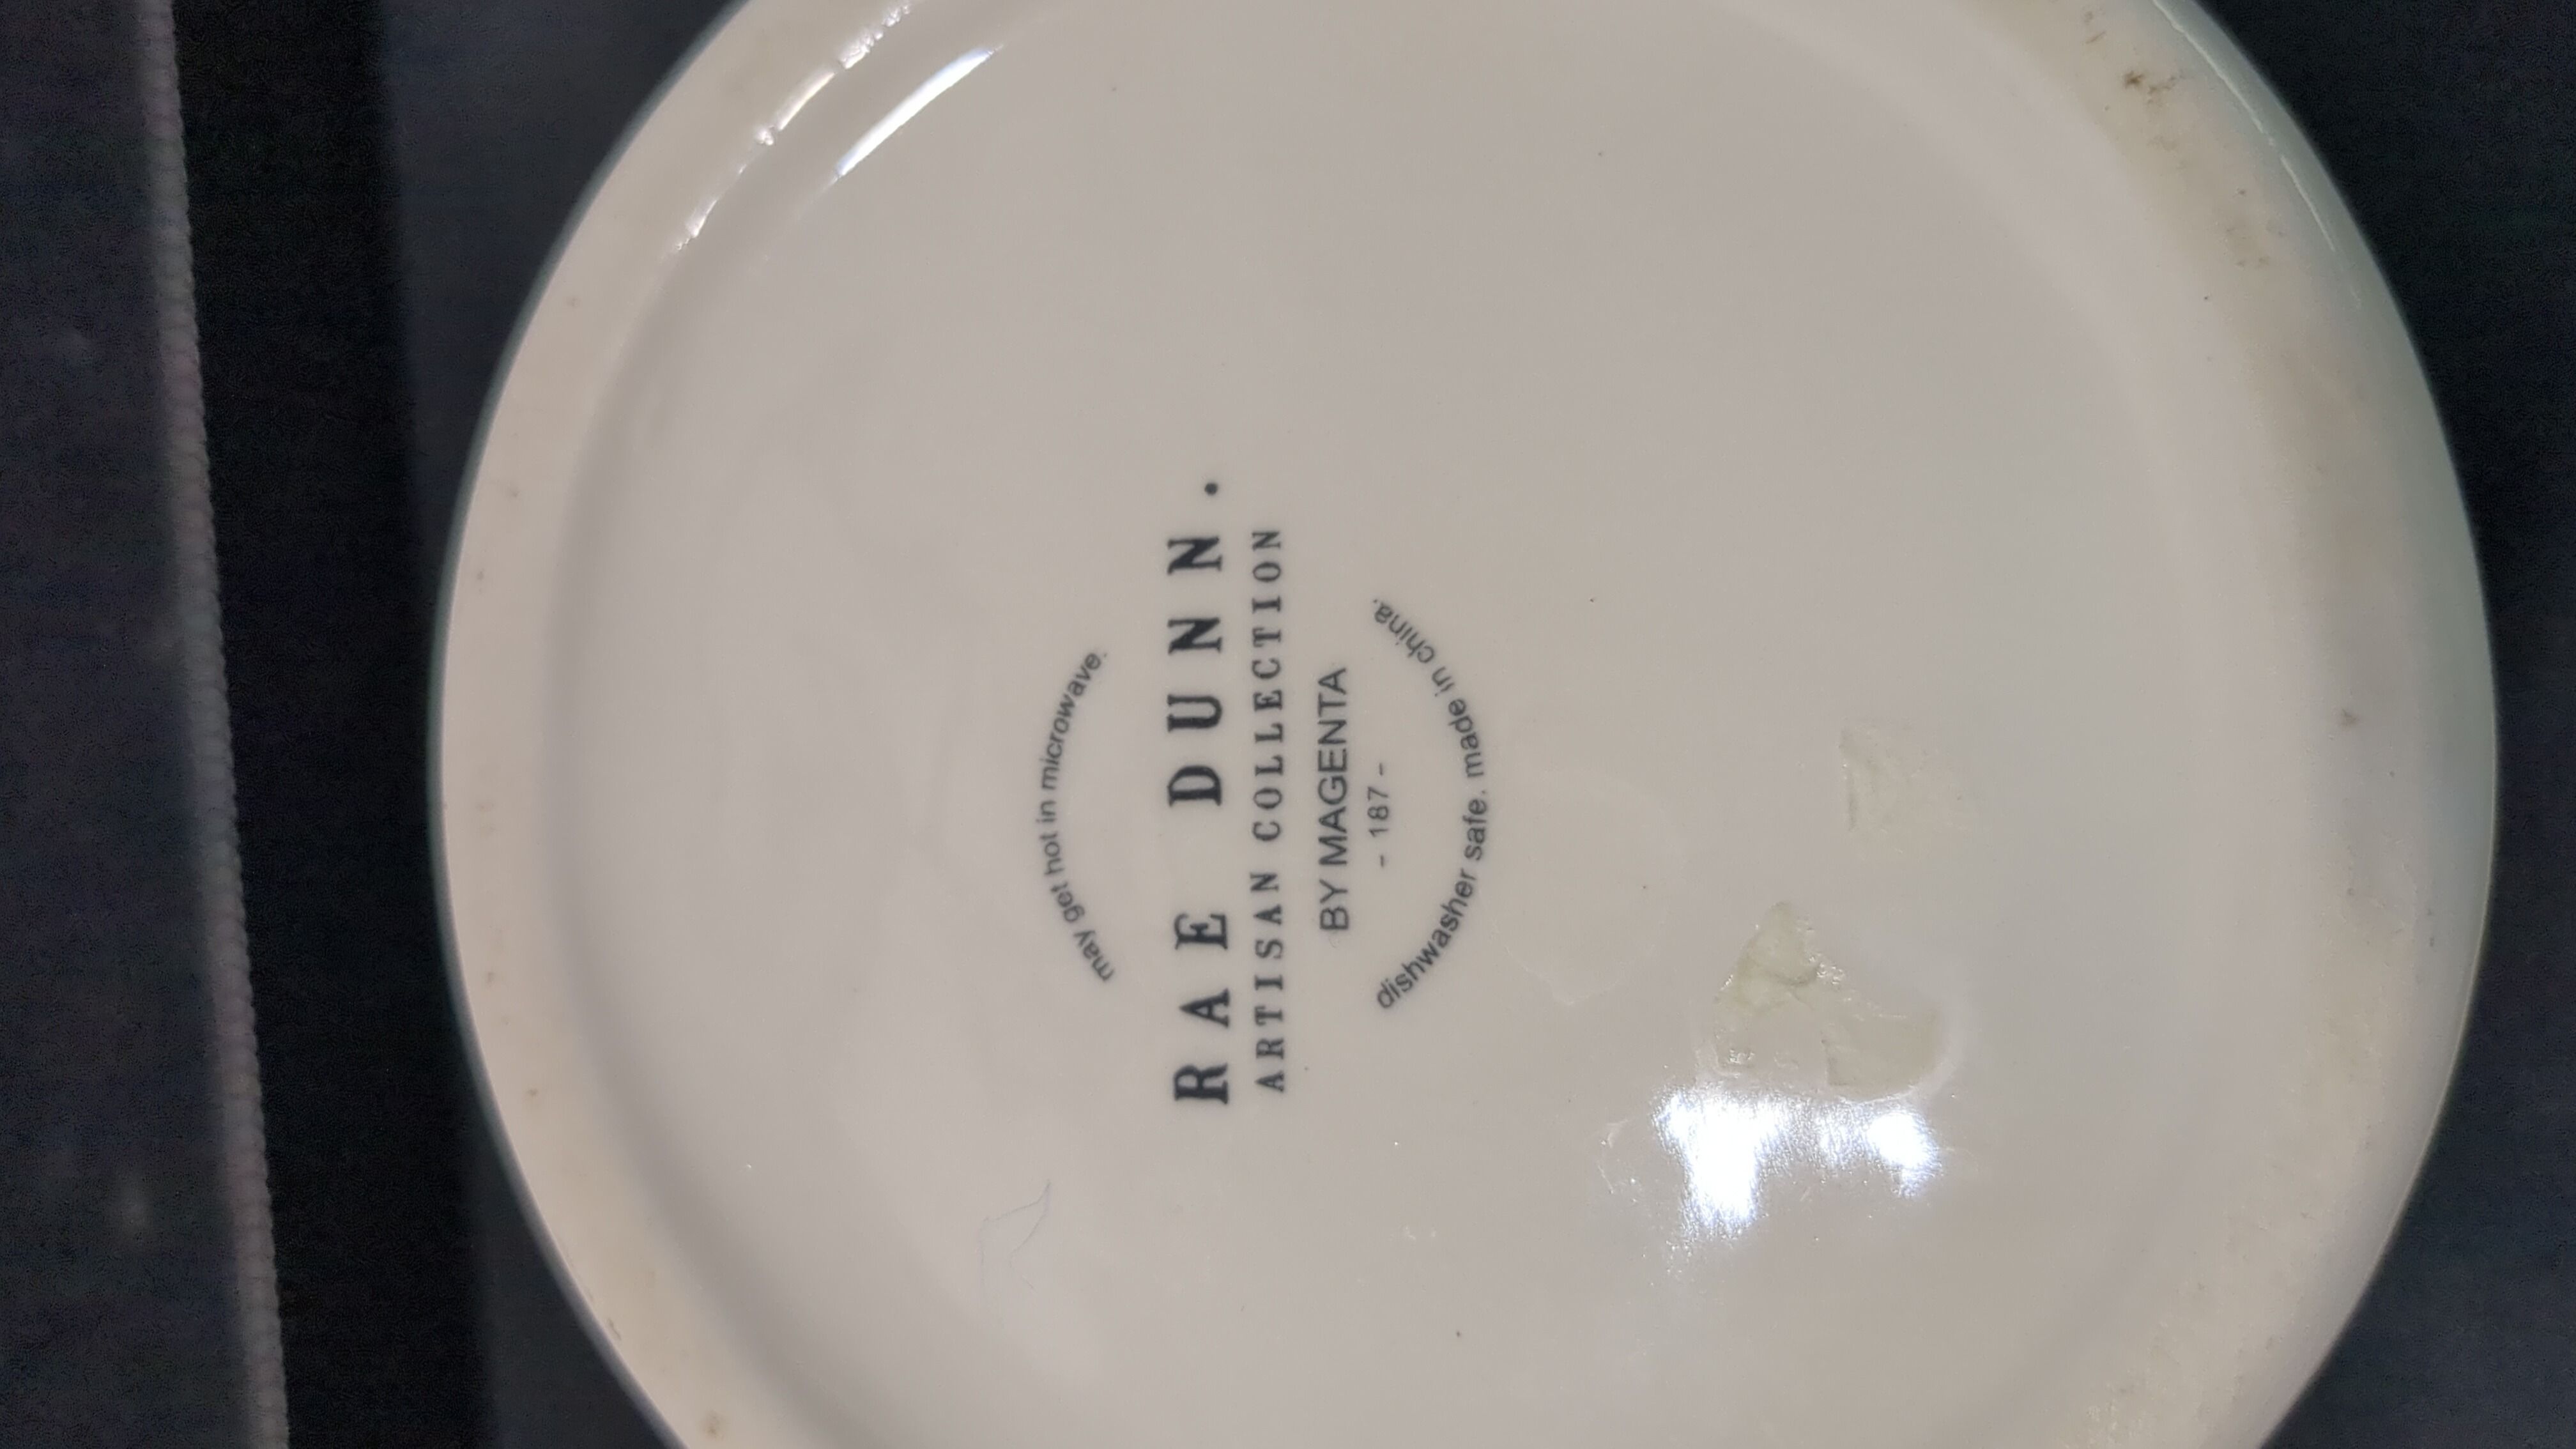 may get hot in microwave.
RAE DUNN.
ARTISAN COLLECTION
BY MAGENTA
- 187 -
dishwasher safe. made in china.